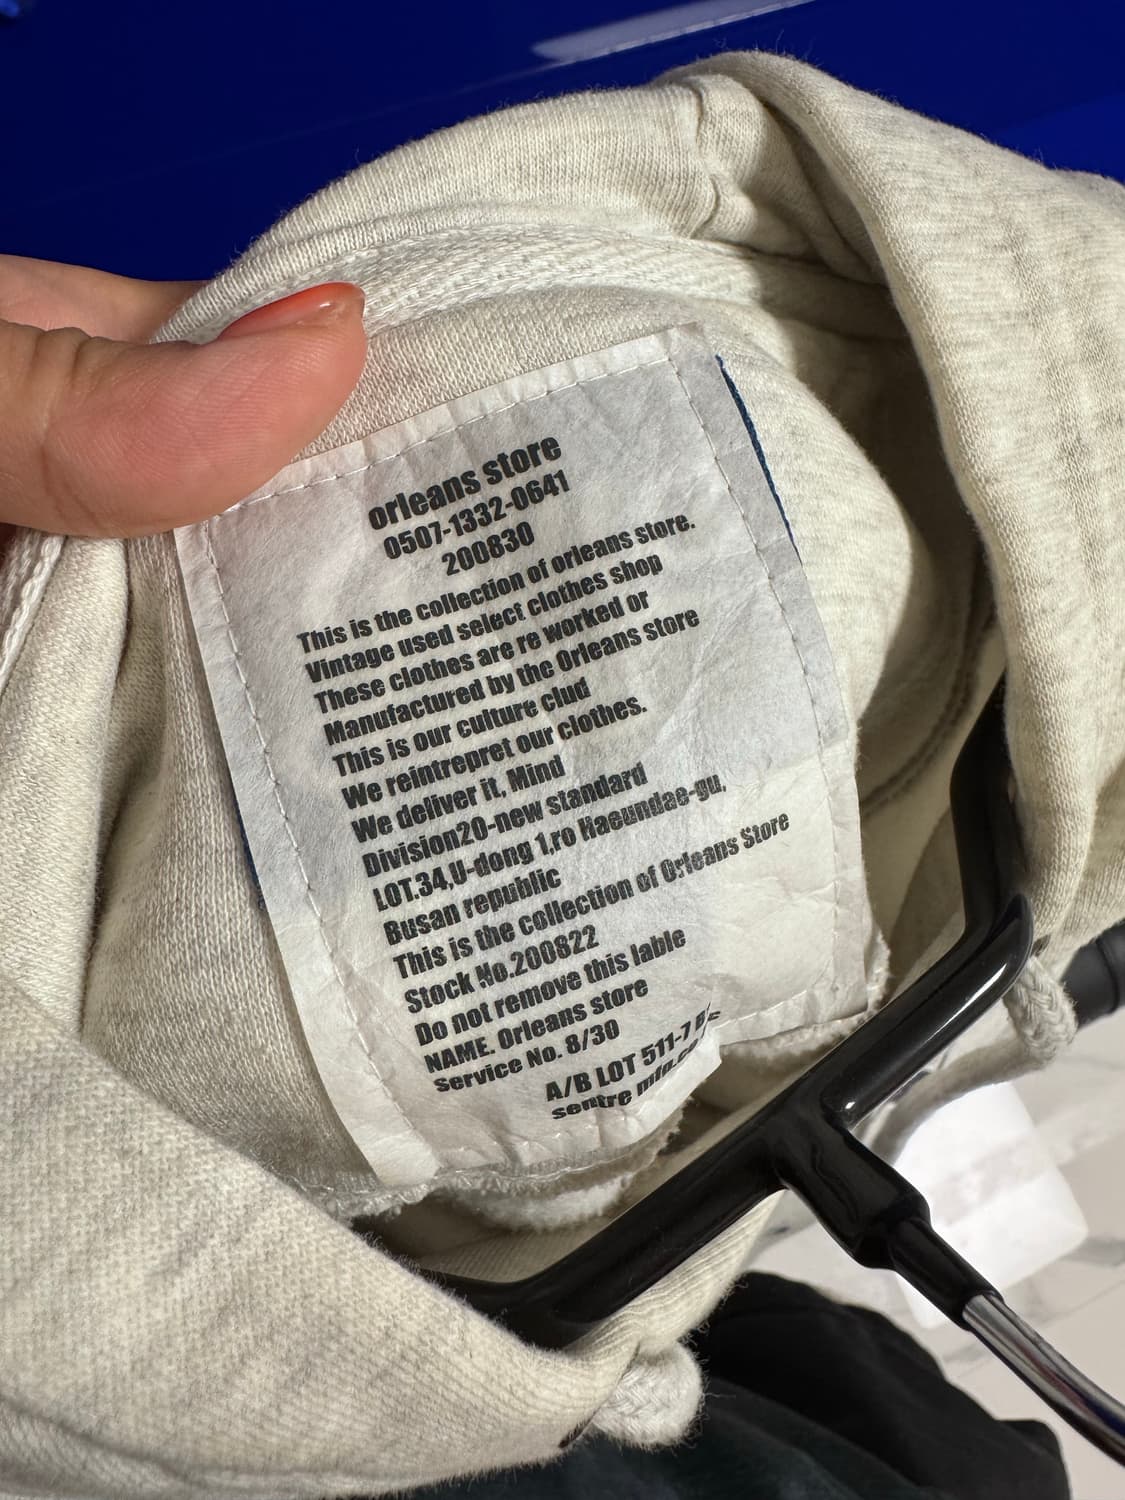 orleans store
0507-1332-0641
200830
This is the collection of orleans store.
Vintage used select clothes shop
These clothes are re worked or
Manufactured by the Orleans store
This is our culture clud
We reintrepret our clothes.
We deliver it. Mind
Division20-new standard
LOT.34,U-dong 1,ro Haeundae-gu,
Busan republic
This is the collection of Orleans Store
Stock No.200822
Do not remove this lable
NAME. Orleans store
Service No. 8/30
A/B LOT 511-7
sentre mfp.co